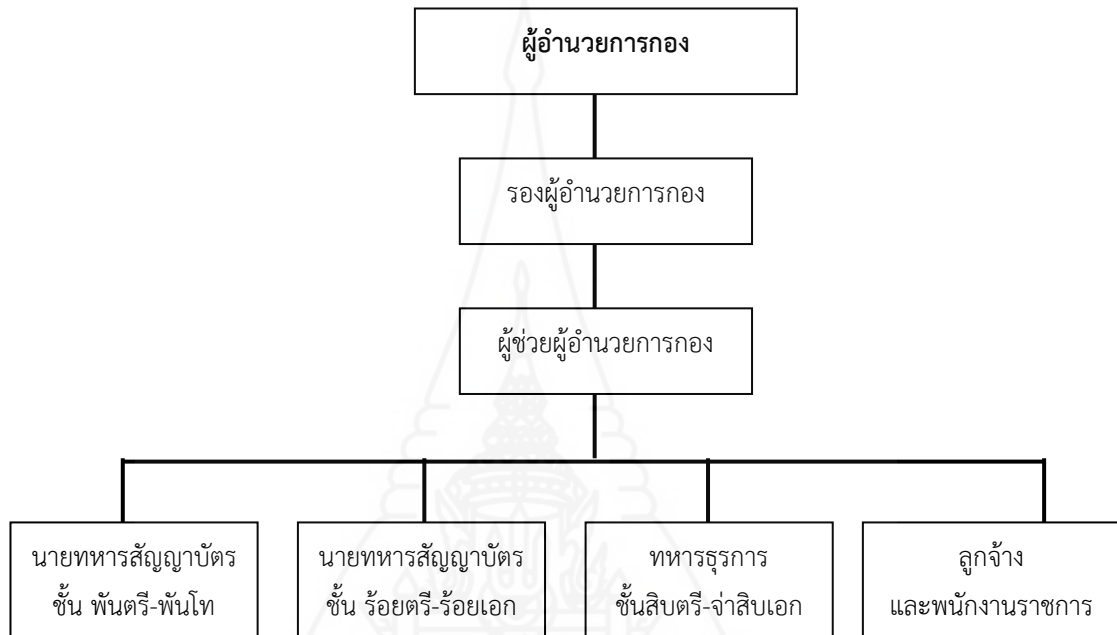 ผู้อำนวยการกอง
รองผู้อำนวยการกอง
ผู้ช่วยผู้อำนวยการกอง
นายทหารสัญญาบัตร
ชั้น พันตรี-พันโท
นายทหารสัญญาบัตร
ชั้น ร้อยตรี-ร้อยเอก
ทหารธุรการ
ชั้นสิบตรี-จ่าสิบเอก
ลูกจ้าง
และพนักงานราชการ